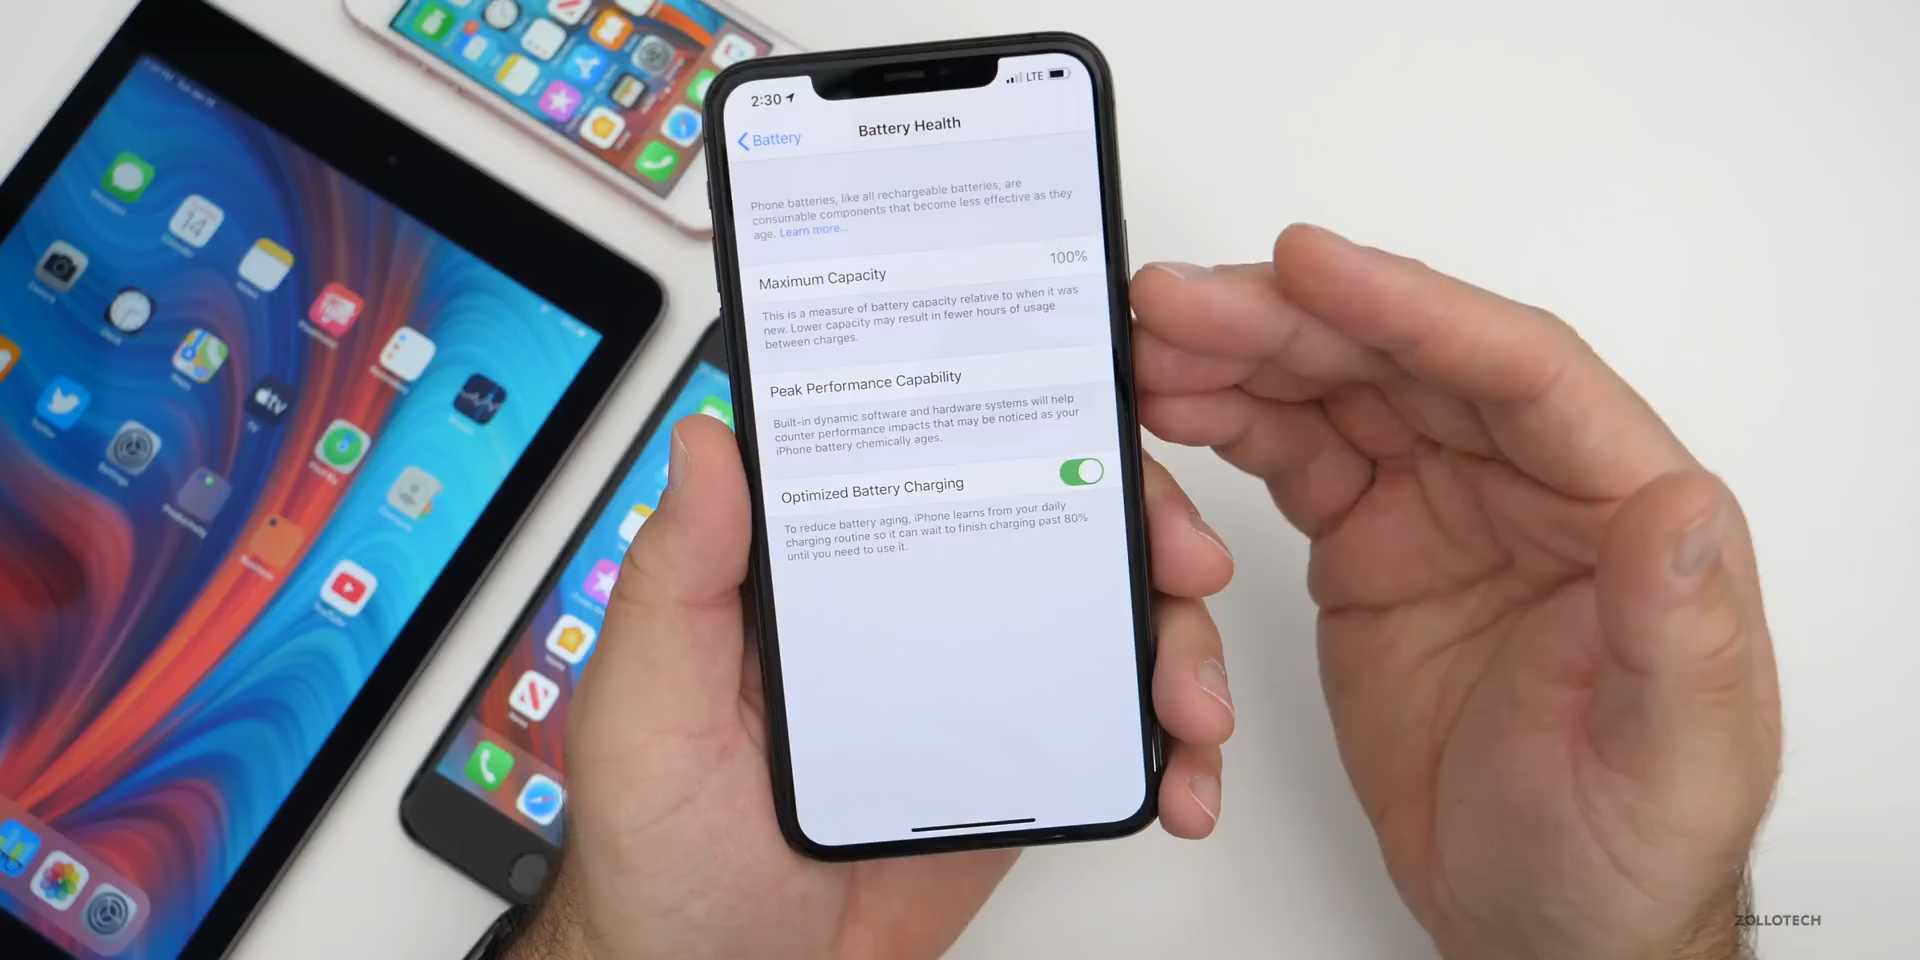 2:30
LTE
Battery
Battery Health
Phone batteries, like all rechargeable batteries, are
consumable components that become less effective as they
age. Learn more...
Maximum Capacity 100%
This is a measure of battery capacity relative to when it was
new. Lower capacity may result in fewer hours of usage
between charges.
Peak Performance Capability
Built-in dynamic software and hardware systems will help
counter performance impacts that may be noticed as your
iPhone battery chemically ages.
Optimized Battery Charging
To reduce battery aging, iPhone learns from your daily
charging routine so it can wait to finish charging past 80%
until you need to use it.
14
tv
Settings
YouTube
ZOLLOTECH